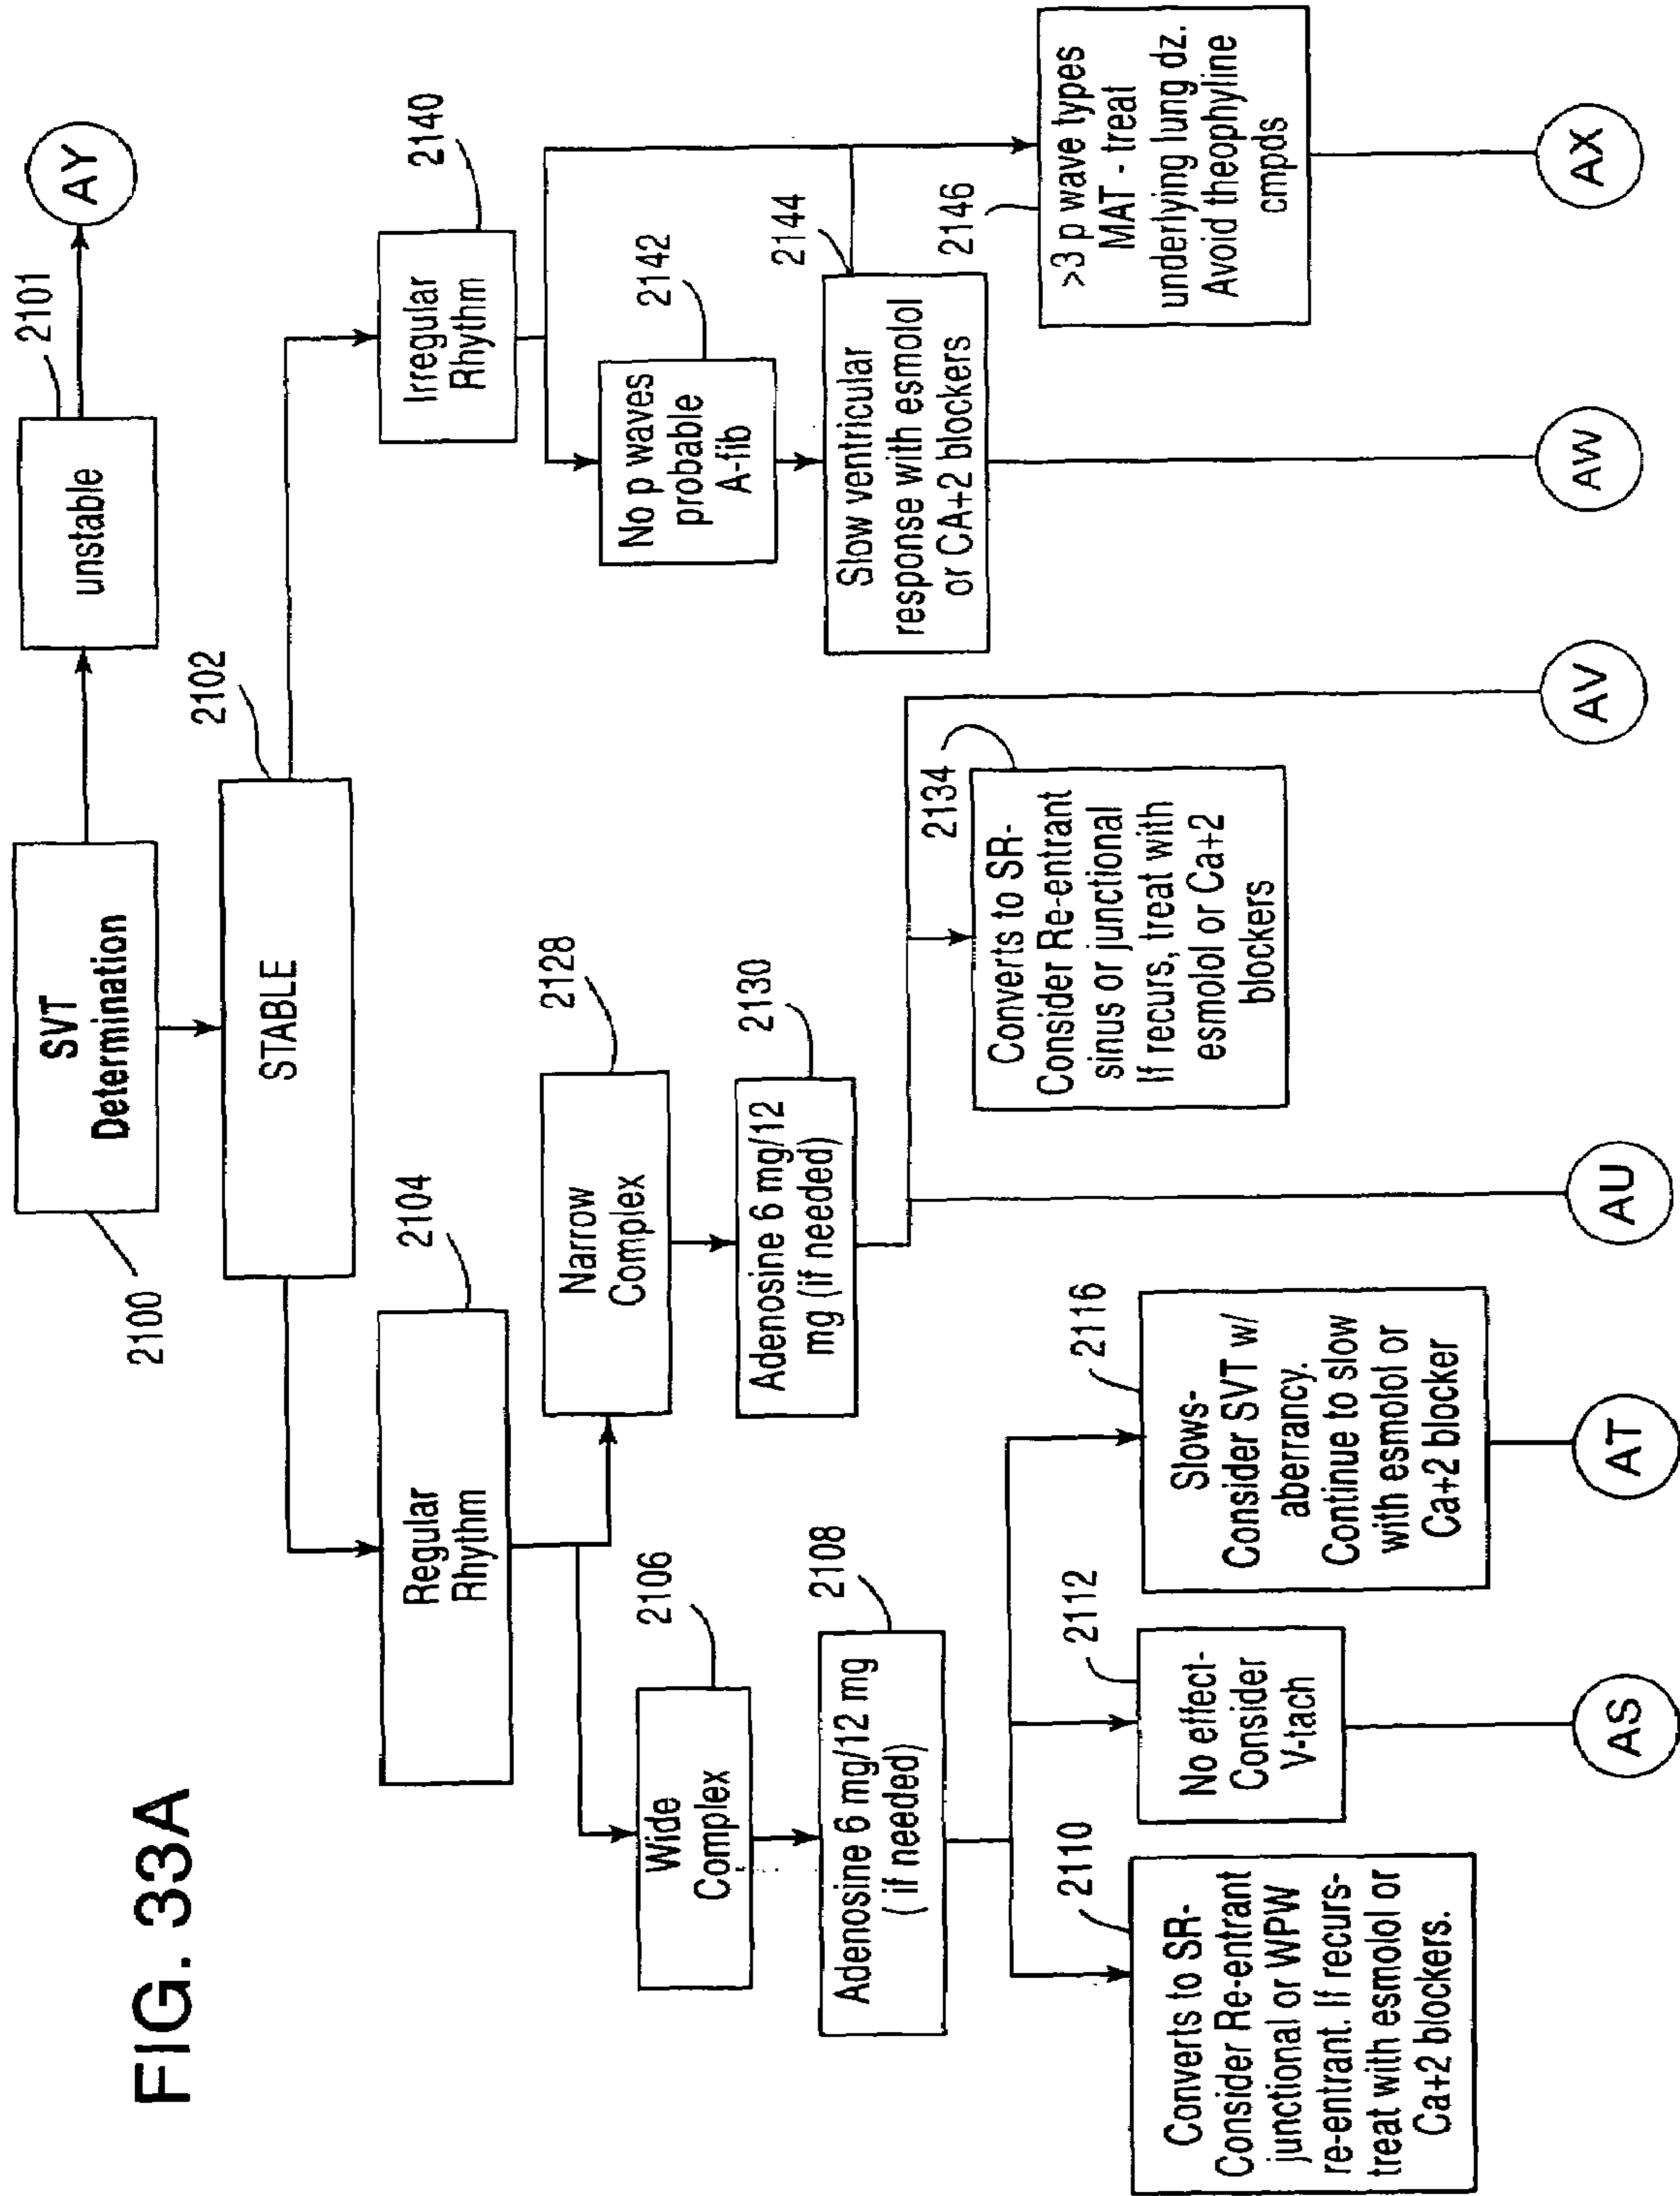 FIG. 33A
SVT
Determination
2100
unstable
2101
AY
STABLE
2102
Regular
Rhythm
2104
Irregular
Rhythm
2140
Wide
Complex
2106
Narrow
Complex
2128
No p waves
probable
A-fib
2142
Adenosine 6 mg/12 mg
( if needed)
2108
Adenosine 6 mg/12
mg (if needed)
2130
Slow ventricular
response with esmolol
or CA+2 blockers
2144
Converts to SR-
Consider Re-entrant
junctional or WPW
re-entrant. If recurs-
treat with esmolol or
Ca+2 blockers.
2110
No effect-
Consider
V-tach
2112
Slows-
Consider SVT w/
aberrancy.
Continue to slow
with esmolol or
Ca+2 blocker
2116
Converts to SR-
Consider Re-entrant
sinus or junctional
If recurs, treat with
esmolol or Ca+2
blockers
2134
>3 p wave types
MAT - treat
underlying lung dz.
Avoid theophyline
cmpds
2146
AS
AT
AU
AV
AW
AX